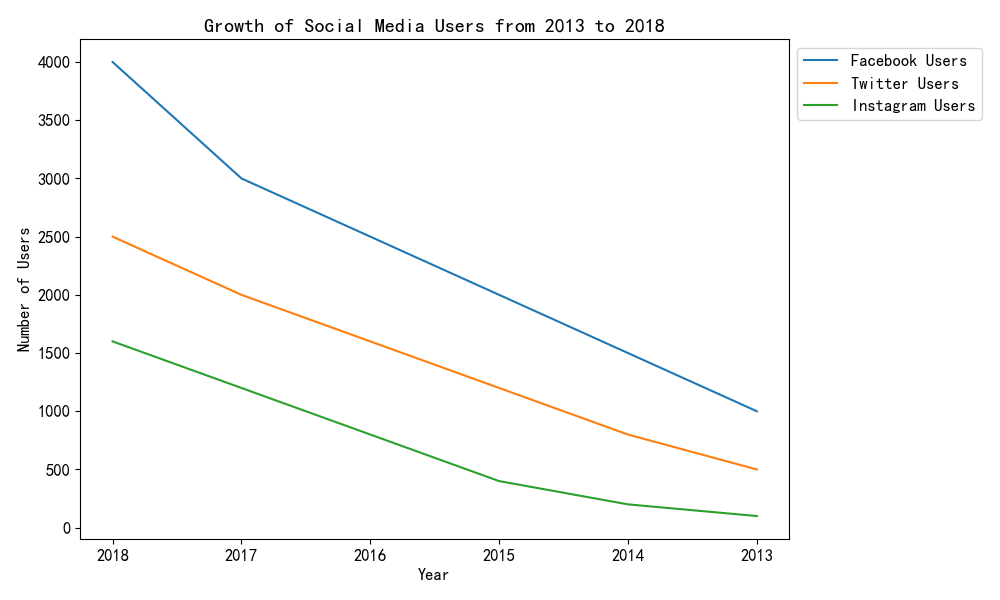 Growth of Social Media Users from 2013 to 2018
Facebook Users
Twitter Users
Instagram Users
Number of Users
4000
3500
3000
2500
2000
1500
1000
500
0
2018 2017 2016 2015 2014 2013
Year